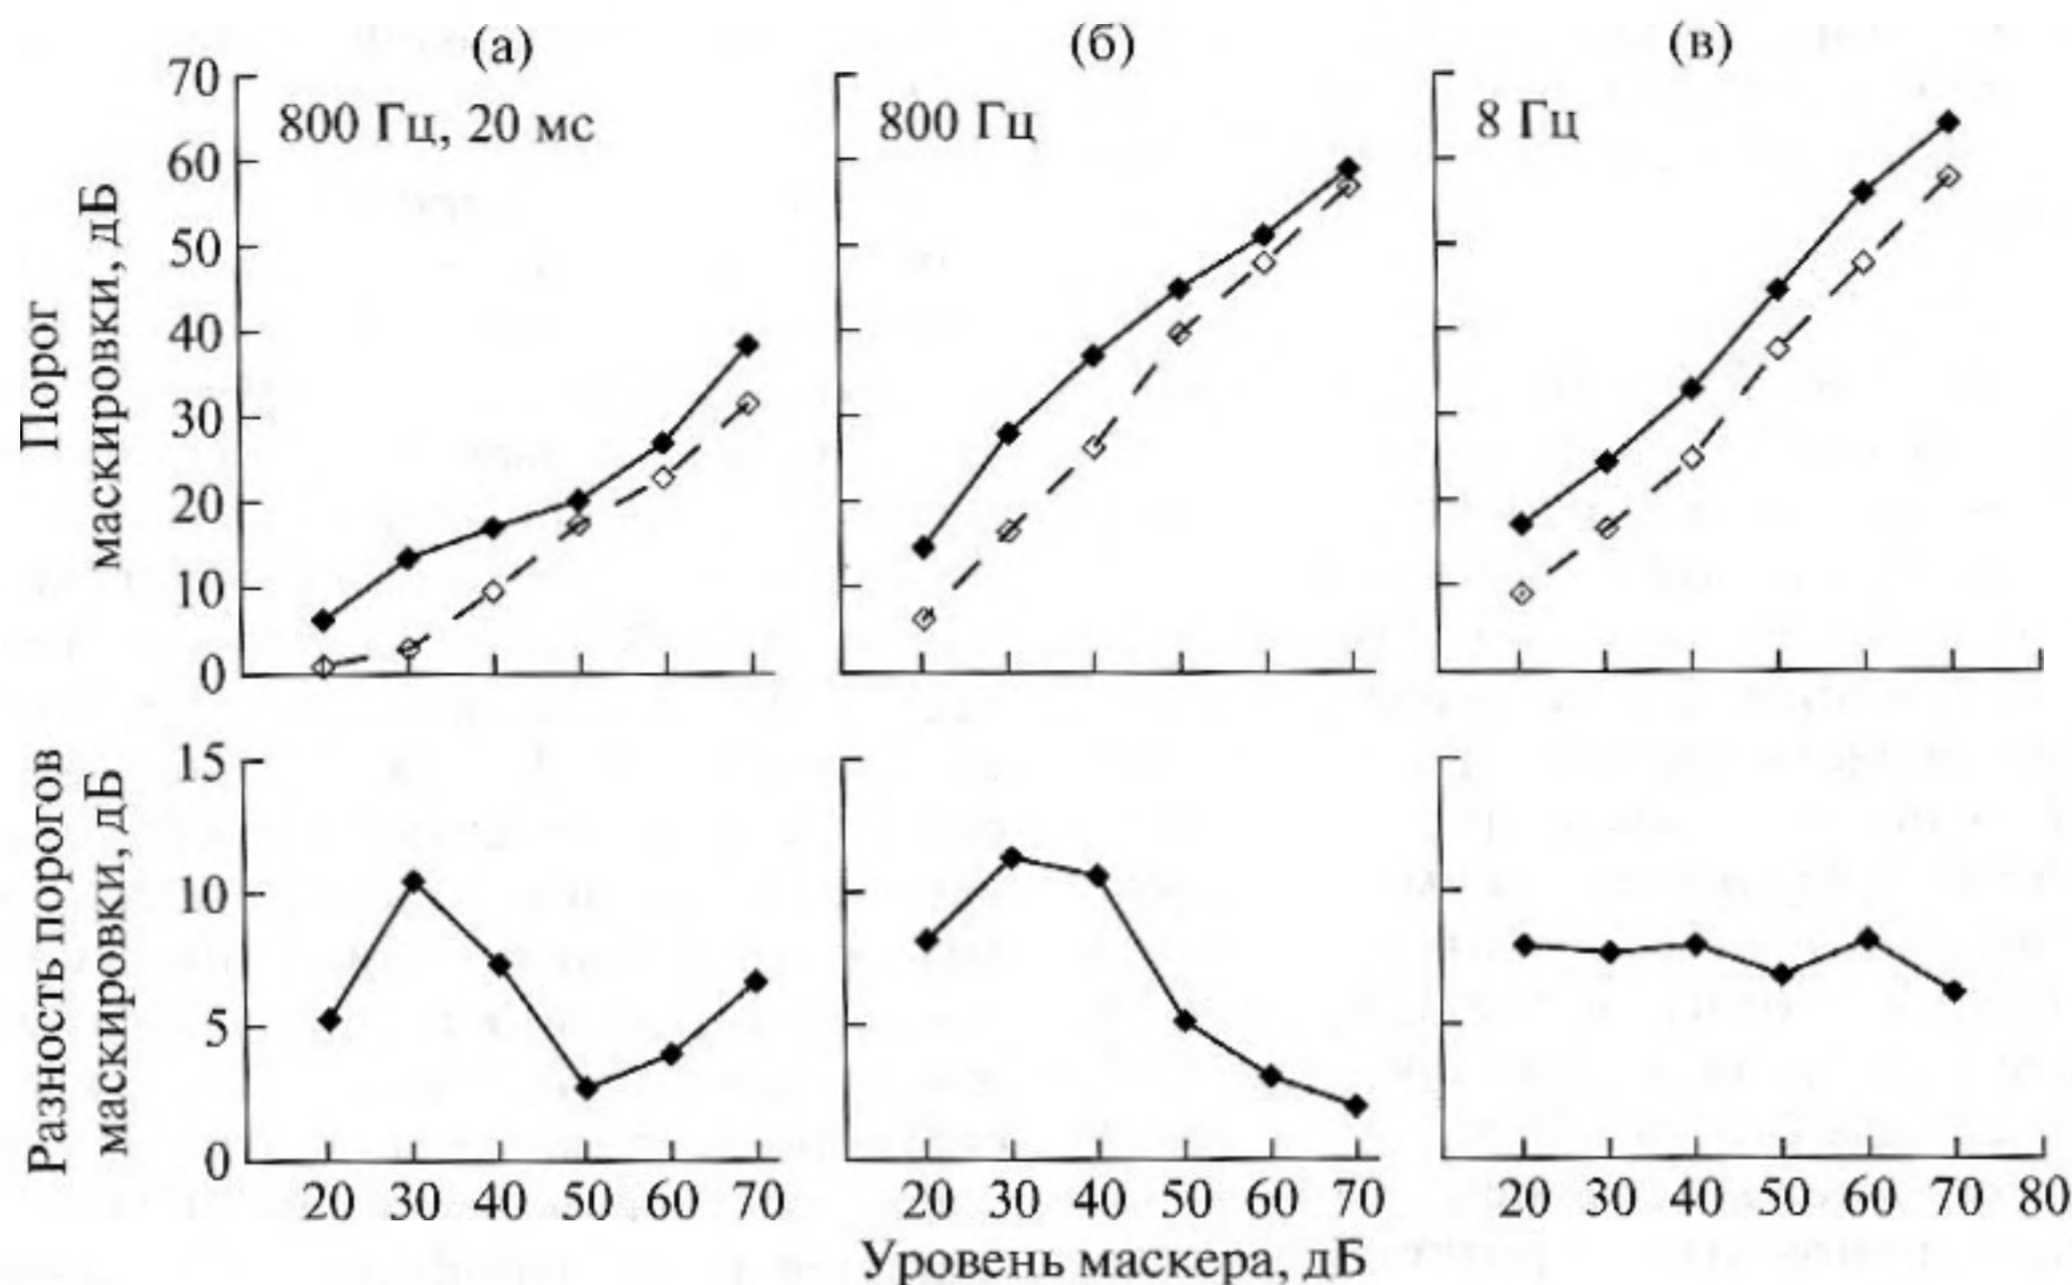 (а)
(б)
(в)
70
60
50
40
30
20
10
0
800 Гц, 20 мс
800 Гц
8 Гц
Порог
маскировки, дБ
15
10
5
0
Разность порогов
маскировки, дБ
20 30 40 50 60 70
20 30 40 50 60 70
20 30 40 50 60 70 80
Уровень маскера, дБ